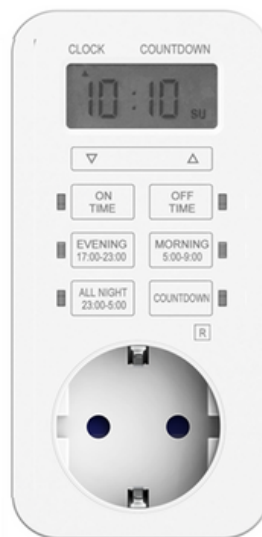 CLOCK COUNTDOWN
10:10 SU
ON
TIME
OFF
TIME
EVENING
17:00-23:00
MORNING
5:00-9:00
ALL NIGHT
23:00-5:00
COUNTDOWN
R